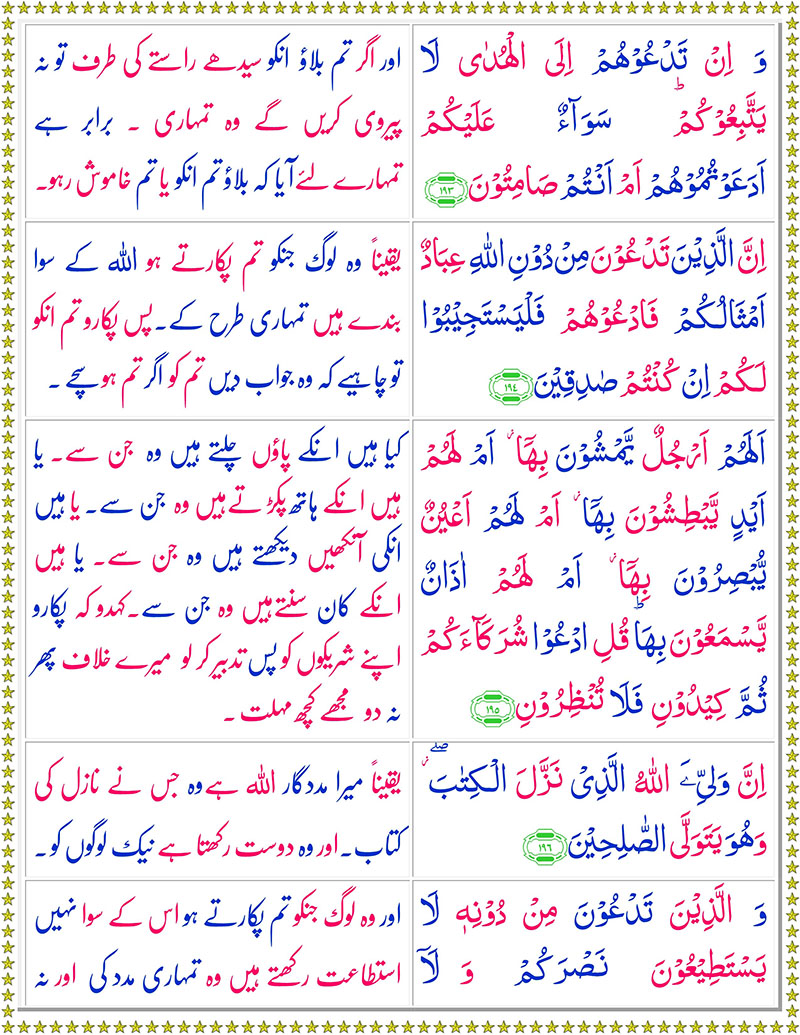 وَ اِنْ تَدْعُوْهُمْ اِلَى الْهُدٰى لَا
يَتَّبِعُوْكُمْ ؕ سَوَآءٌ عَلَيْكُمْ
اَدَعَوْتُمُوْهُمْ اَمْ اَنْتُمْ صَامِتُوْنَ ﴿۱۹۳﴾
اور اگر تم بلاؤ انکو سیدھے راستے کی طرف تو نہ
پیروی کریں گے وہ تمہاری ۔ برابر ہے
تمہارے لئے آیا کہ بلاؤ تم انکو یا تم خاموش رہو۔
اِنَّ الَّذِيْنَ تَدْعُوْنَ مِنْ دُوْنِ اللّٰهِ عِبَادٌ
اَمْثَالُكُمْ فَادْعُوْهُمْ فَلْيَسْتَجِيْبُوْا
لَكُمْ اِنْ كُنْتُمْ صٰدِقِيْنَ ﴿۱۹۴﴾
یقیناً وہ لوگ جنکو تم پکارتے ہو اللہ کے سوا
بندے ہیں تمہاری طرح کے۔ پس پکارو تم انکو
تو چاہیے کہ وہ جواب دیں تم کو اگر تم ہو سچے ۔
اَلَهُمْ اَرْجُلٌ يَّمْشُوْنَ بِهَاۤ ؗ اَمْ لَهُمْ
اَيْدٍ يَّبْطِشُوْنَ بِهَاۤ ؗ اَمْ لَهُمْ اَعْيُنٌ
يُّبْصِرُوْنَ بِهَاۤ ؗ اَمْ لَهُمْ اٰذَانٌ
يَّسْمَعُوْنَ بِهَا ؕ قُلِ ادْعُوْا شُرَكَآءَكُمْ
ثُمَّ كِيْدُوْنِ فَلَا تُنْظِرُوْنِ ﴿۱۹۵﴾
کیا ہیں انکے پاؤں چلتے ہیں وہ جن سے۔ یا
ہیں انکے ہاتھ پکڑتے ہیں وہ جن سے۔ یا ہیں
انکی آنکھیں دیکھتے ہیں وہ جن سے۔ یا ہیں
انکے کان سنتے ہیں وہ جن سے۔ کہدو کہ پکارو
اپنے شریکوں کو پس تدبیر کر لو میرے خلاف پھر
نہ دو مجھے کچھ مہلت ۔
اِنَّ وَلِيِّۦَ اللّٰهُ الَّذِىْ نَزَّلَ الْكِتٰبَ ۖ ؗ
وَهُوَ يَتَوَلَّى الصّٰلِحِيْنَ ﴿۱۹۶﴾
یقیناً میرا مددگار اللہ ہے وہ جس نے نازل کی
کتاب۔ اور وہ دوست رکھتا ہے نیک لوگوں کو ۔
وَ الَّذِيْنَ تَدْعُوْنَ مِنْ دُوْنِهٖ لَا
يَسْتَطِيْعُوْنَ نَصْرَكُمْ وَ لَاۤ
اور وہ لوگ جنکو تم پکارتے ہو اس کے سوا نہیں
استطاعت رکھتے ہیں وہ تمہاری مدد کی اور نہ